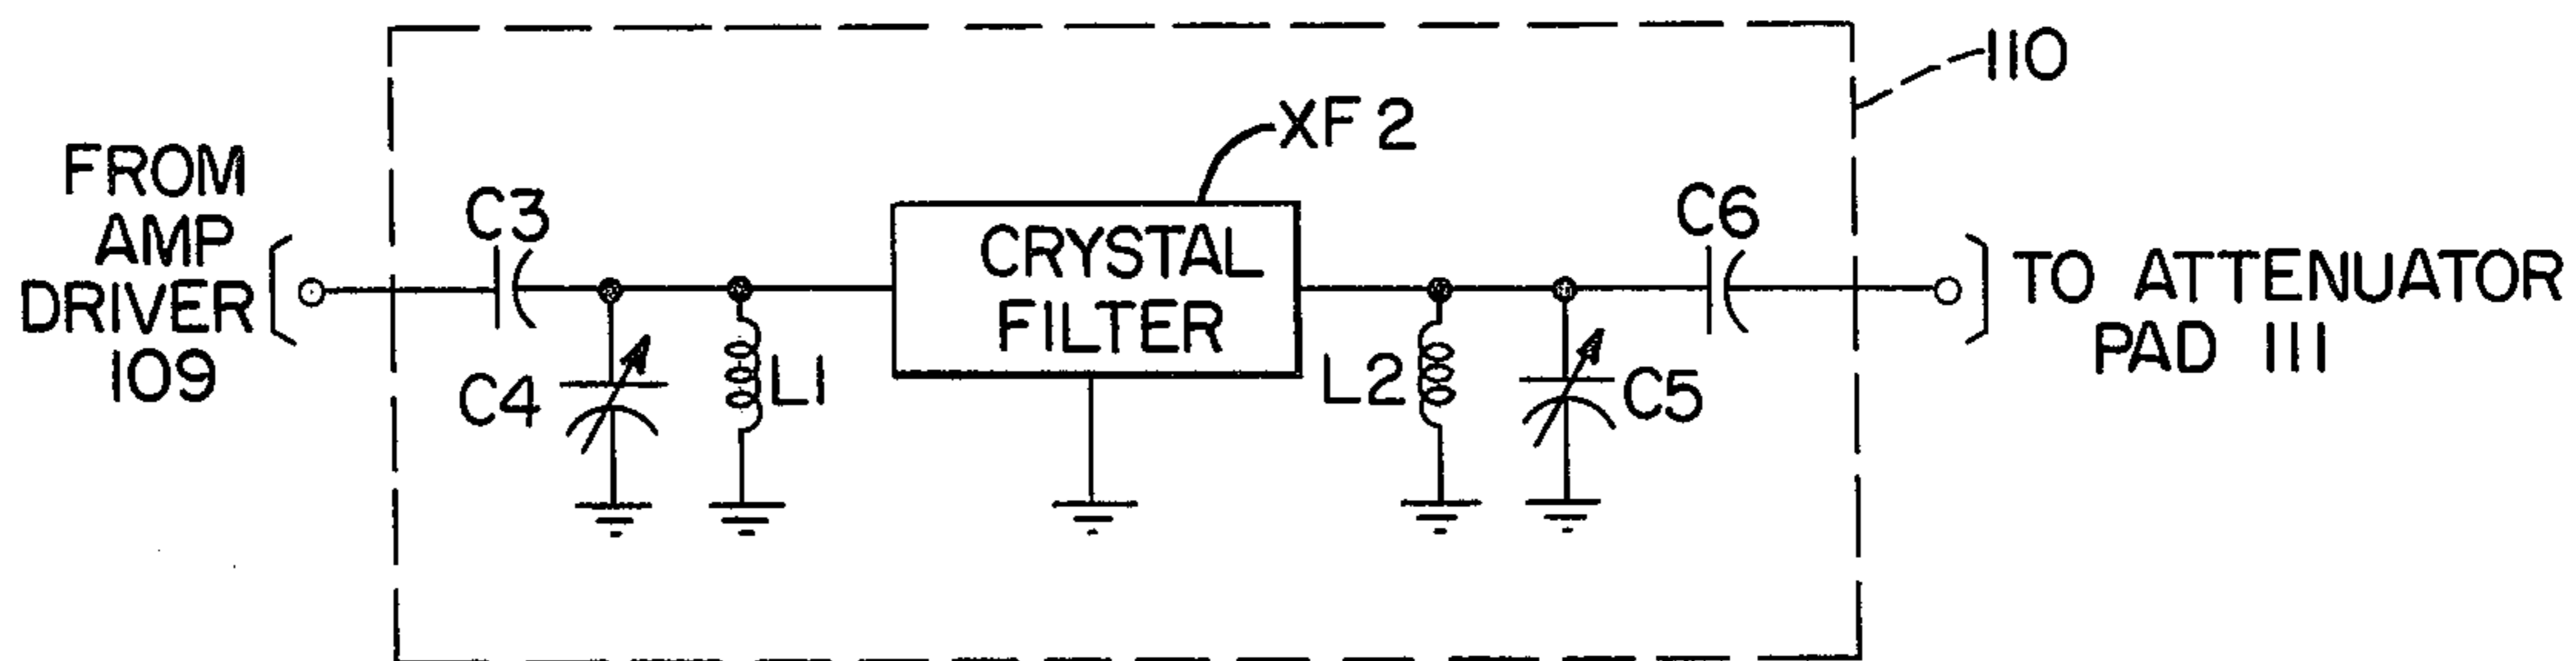 FROM
AMP
DRIVER
109
C3
C4
L1
XF2
CRYSTAL
FILTER
L2
C5
C6
110
TO ATTENUATOR
PAD 111